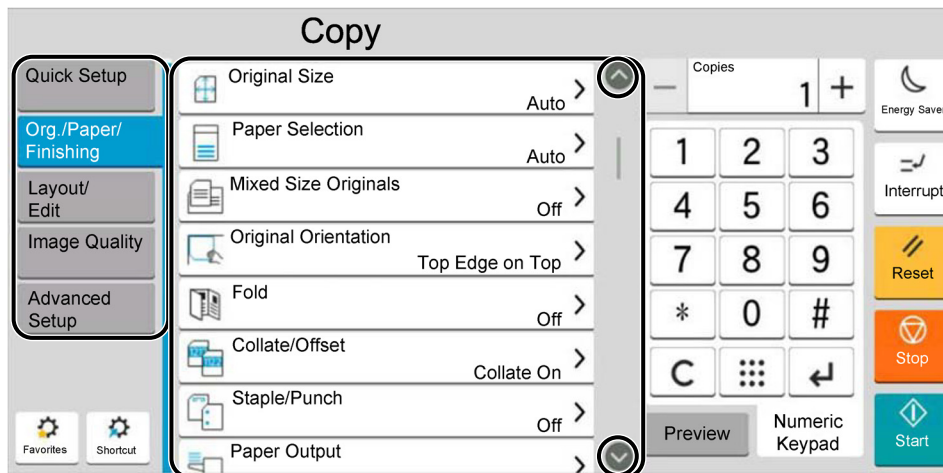 Copy
Quick Setup
Org./Paper/
Finishing
Layout/
Edit
Image Quality
Advanced
Setup
Favorites
Shortcut
Original Size
Auto
Paper Selection
Auto
Mixed Size Originals
Off
Original Orientation
Top Edge on Top
Fold
Off
Collate/Offset
Collate On
Staple/Punch
Off
Paper Output
Copies
1
1 2 3
4 5 6
7 8 9
* 0 #
C
Preview
Numeric
Keypad
Energy Saver
Interrupt
Reset
Stop
Start